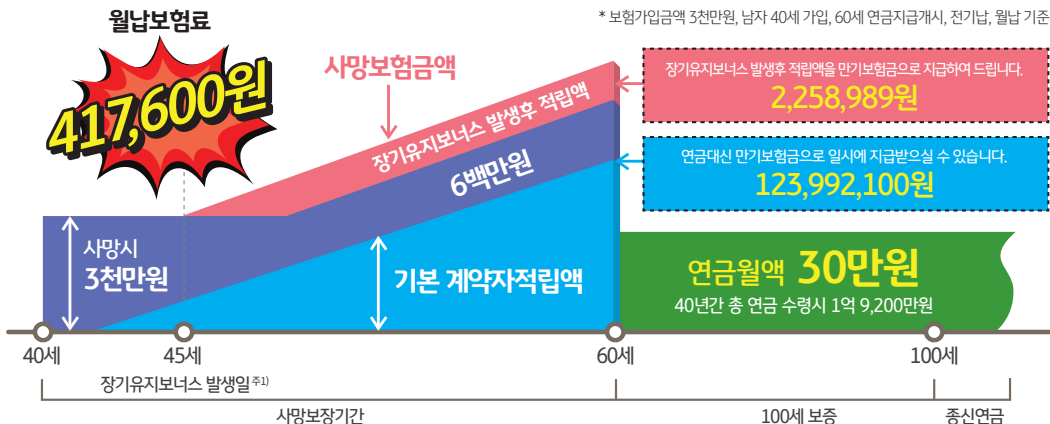 * 보험가입금액 3천만원, 남자 40세 가입, 60세 연금지급개시, 전기납, 월납 기준
월납보험료
417,600원
사망보험금액
장기유지보너스 발생후 적립액을 만기보험금으로 지급하여 드립니다.
2,258,989원
장기유지보너스 발생후 적립액
6백만원
연금대신 만기보험금으로 일시에 지급받으실 수 있습니다.
123,992,100원
사망시
3천만원
기본 계약자적립액
연금월액 30만원
40년간 총 연금 수령시 1억 9,200만원
40세 45세 60세 100세
장기유지보너스 발생일 주1)
사망보장기간 100세 보증 종신연금